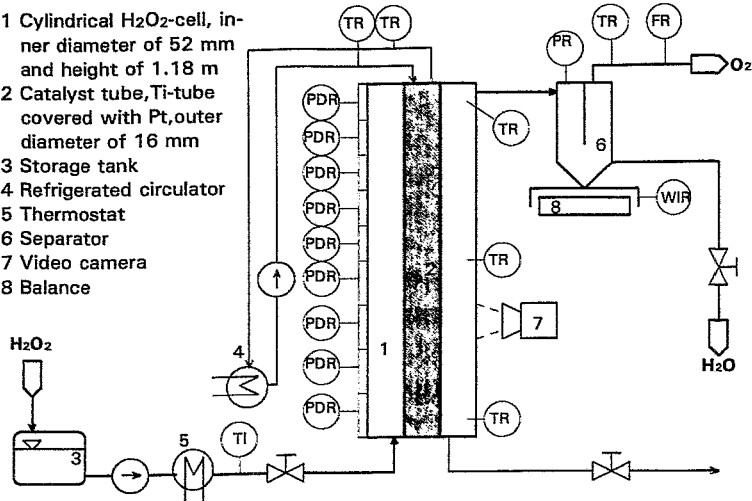 1 Cylindrical H₂O₂-cell, in-
ner diameter of 52 mm
and height of 1.18 m
2 Catalyst tube,Ti-tube
covered with Pt,outer
diameter of 16 mm
3 Storage tank
4 Refrigerated circulator
5 Thermostat
6 Separator
7 Video camera
8 Balance
TR TR
TR FR
PR
O₂
PDR
TR
PDR
6
PDR
WIR
PDR
8
PDR
TR
2
PDR
PDR
7
H₂O₂
4
1
H₂O
PDR
PDR
TR
5
TI
3